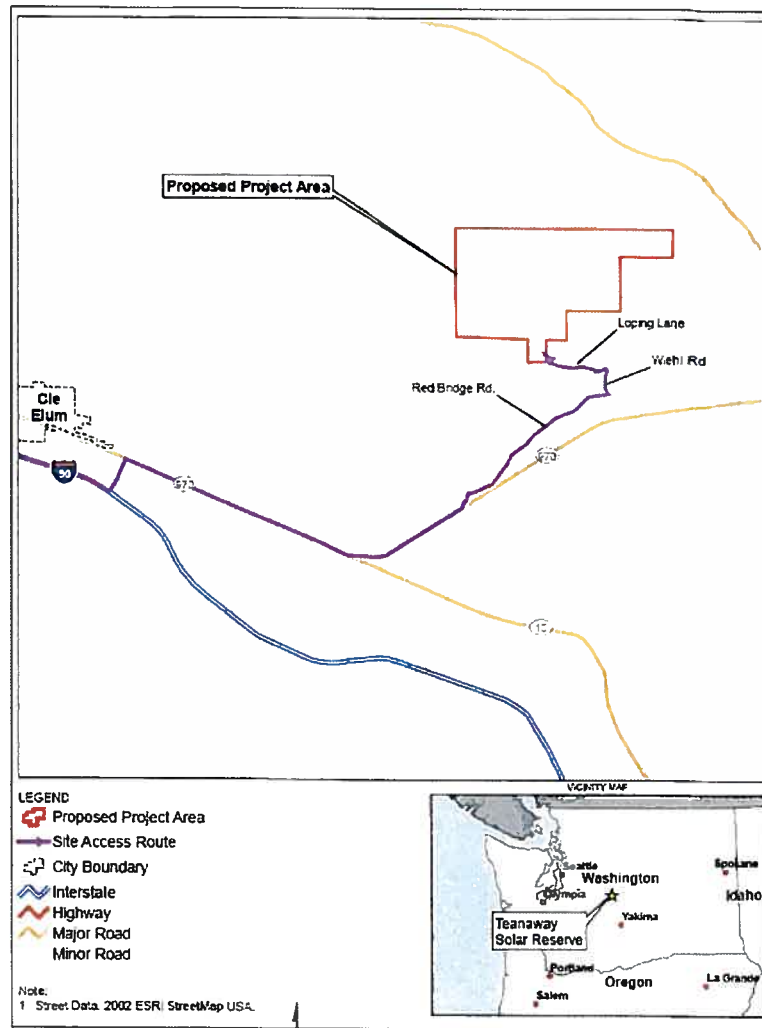 Proposed Project Area
Loping Lane
Wiehl Rd
Red Bridge Rd.
Cle
Elum
90
970
970
10
VICINITY MAP
LEGEND
Proposed Project Area
Site Access Route
City Boundary
Interstale
Highway
Major Road
Minor Road
Note:
1 Street Data. 2002 ESRI StreetMap USA.
Seattle
Spokane
Washington
Olympia
Idaho
Teanaway
Solar Reserve
Yakima
Portland
Oregon
La Grande
Salem